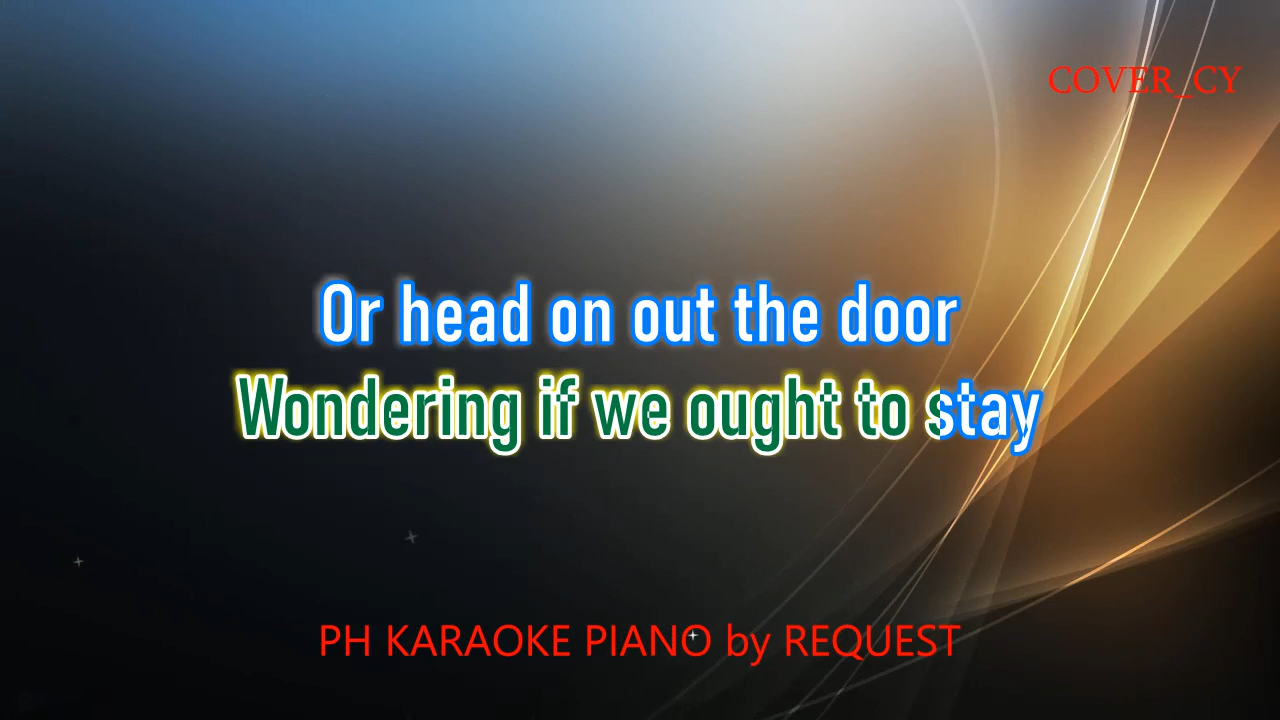 COVER_CY
Or head on out the door
Wondering if we ought to stay
PH KARAOKE PIANO by REQUEST